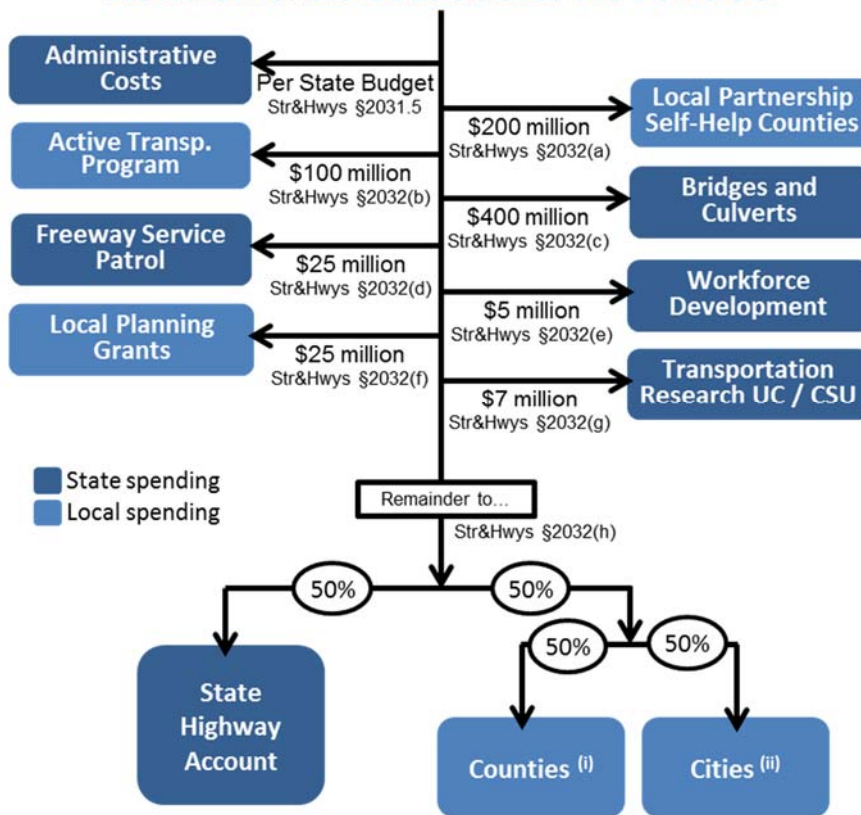 Administrative
Costs
Per State Budget
Str&Hwys §2031.5
Local Partnership
Self-Help Counties
$200 million
Str&Hwys §2032(a)
Active Transp.
Program
$100 million
Str&Hwys §2032(b)
Bridges and
Culverts
$400 million
Str&Hwys §2032(c)
Freeway Service
Patrol
$25 million
Str&Hwys §2032(d)
Workforce
Development
$5 million
Str&Hwys §2032(e)
Local Planning
Grants
$25 million
Str&Hwys §2032(f)
Transportation
Research UC / CSU
$7 million
Str&Hwys §2032(g)
State spending
Local spending
Remainder to...
Str&Hwys §2032(h)
50%
50%
50%
50%
State
Highway
Account
Counties (i)
Cities (ii)